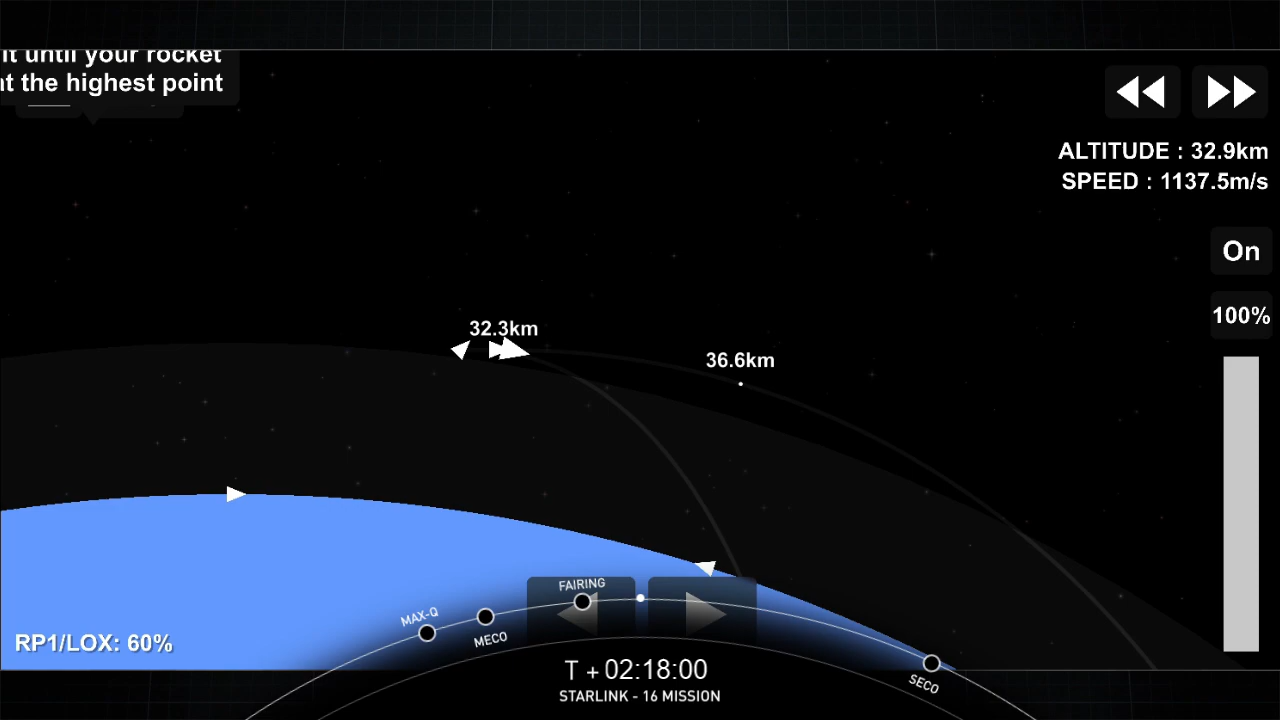 it until your rocket
at the highest point
ALTITUDE : 32.9km
SPEED : 1137.5m/s
On
100%
32.3km
36.6km
FAIRING
MAX-Q
MECO
RP1/LOX: 60%
SECO
T + 02:18:00
STARLINK - 16 MISSION